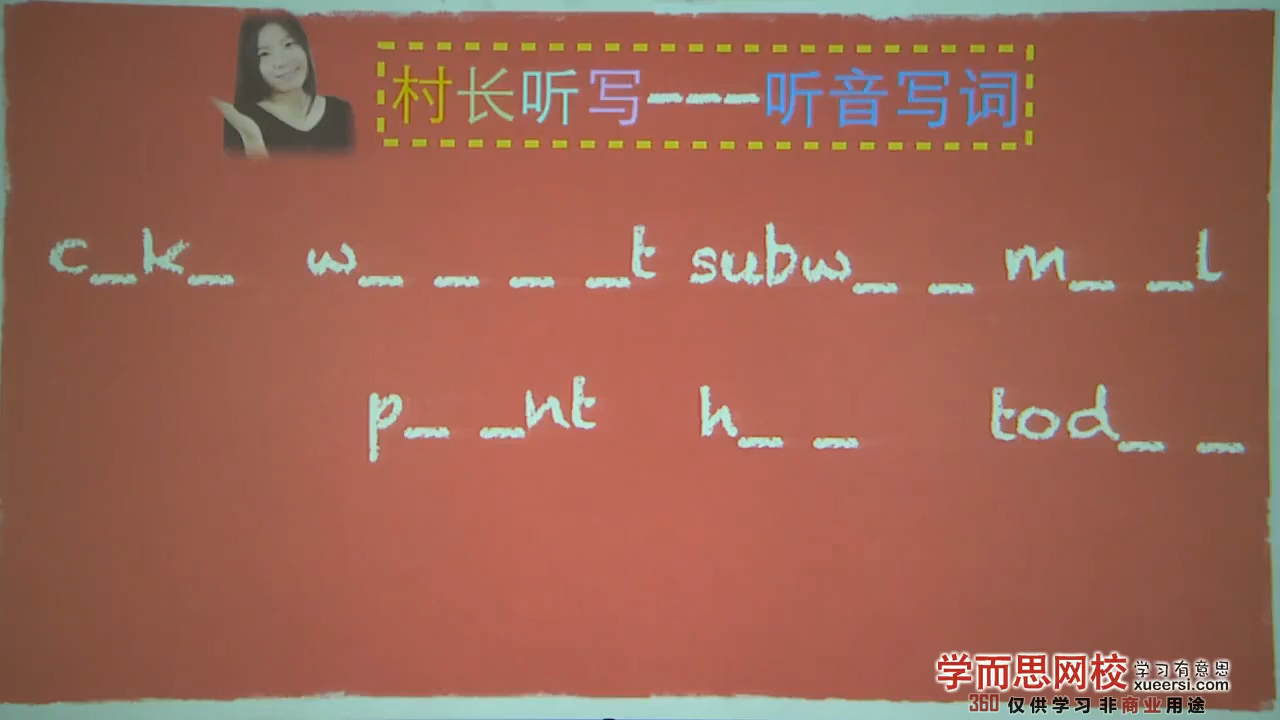 村长听写———听音写词
c_k_ w_ _ _ _t subw_ _ m_ _l
p_ _nt h_ _ tod_ _
学而思网校 学习有意思
xueersi.com
360 仅供学习 非商业用途